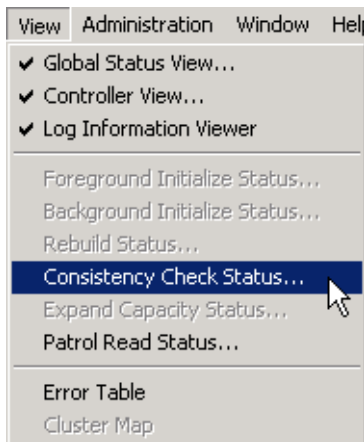 View Administration Window Help
✔ Global Status View...
✔ Controller View...
✔ Log Information Viewer
Foreground Initialize Status...
Background Initialize Status...
Rebuild Status...
Consistency Check Status...
Expand Capacity Status...
Patrol Read Status...
Error Table
Cluster Map